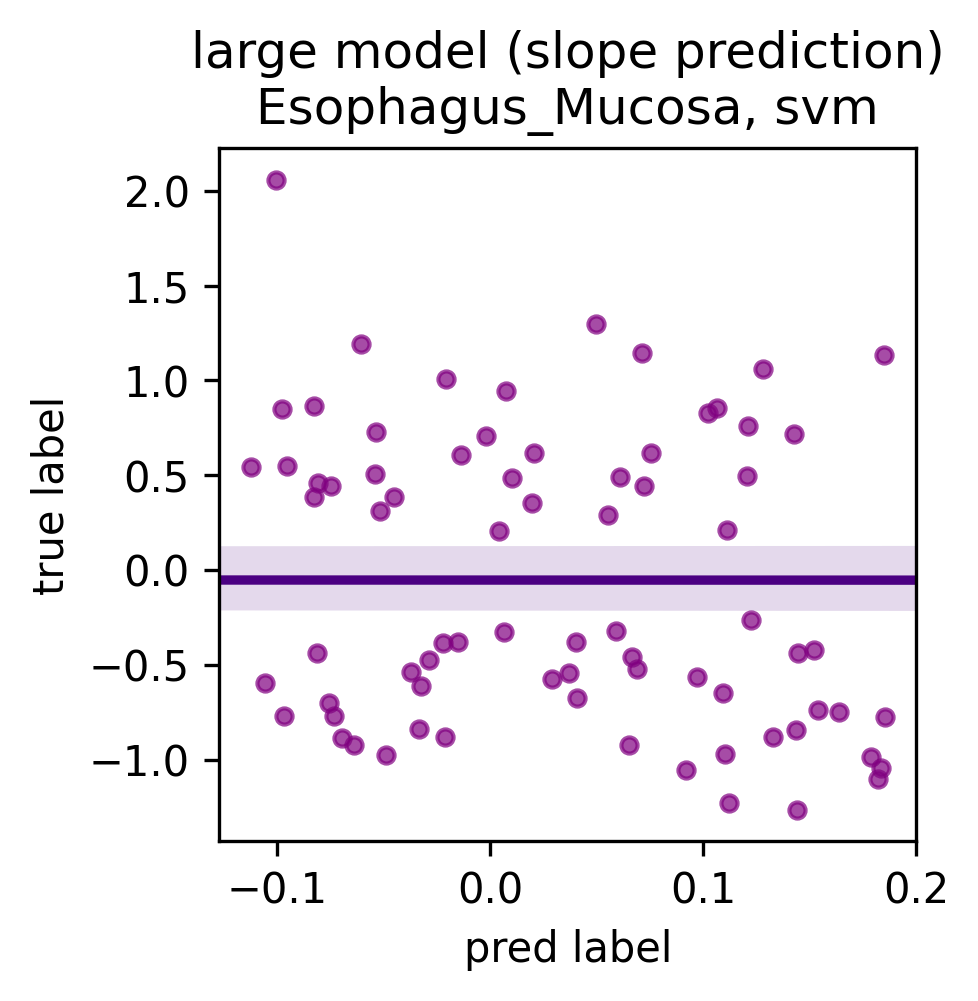 large model (slope prediction)
Esophagus_Mucosa, svm
2.0
1.5
1.0
0.5
0.0
−0.5
−1.0
true label
−0.1
0.0
0.1
0.2
pred label